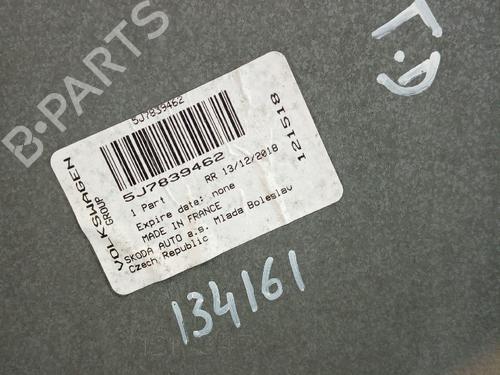 B-PARTS
T.D
5J7839462
VOLKSWAGEN
GROUP
5J7839462
1 Part RR 13/12/2018
Expire date: none
MADE IN FRANCE
SKODA AUTO a.s. Mlada Boleslav
Czech Republic
121518
134161